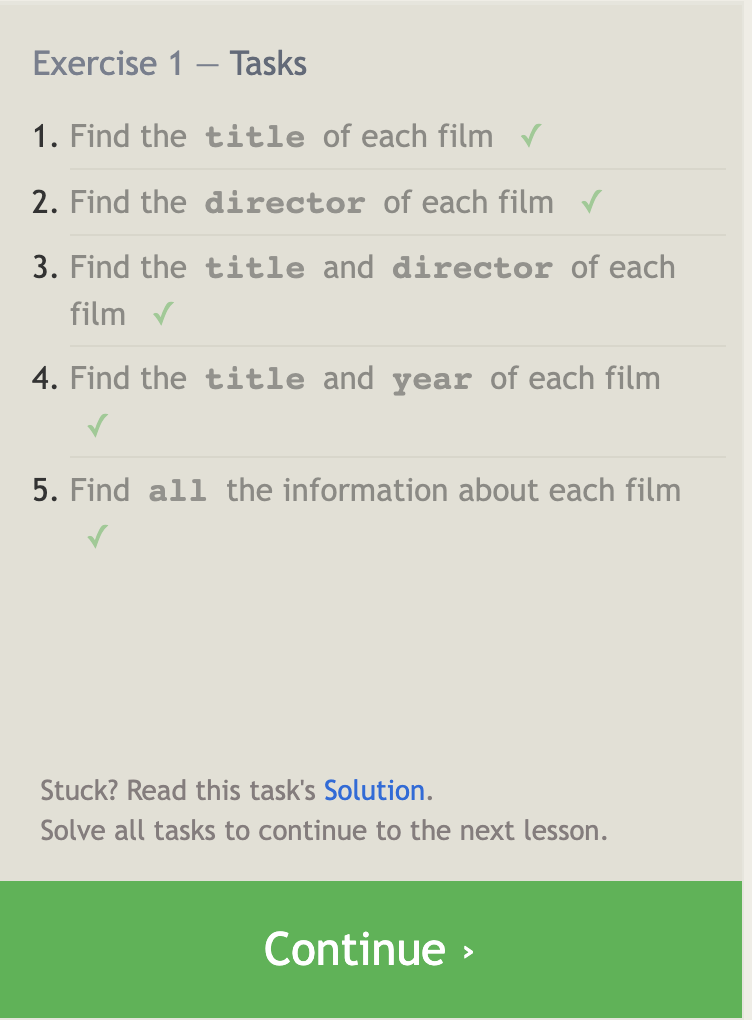 Exercise 1 — Tasks
1. Find the title of each film ✓
2. Find the director of each film ✓
3. Find the title and director of each
film ✓
4. Find the title and year of each film
✓
5. Find all the information about each film
✓
Stuck? Read this task's Solution.
Solve all tasks to continue to the next lesson.
Continue ›